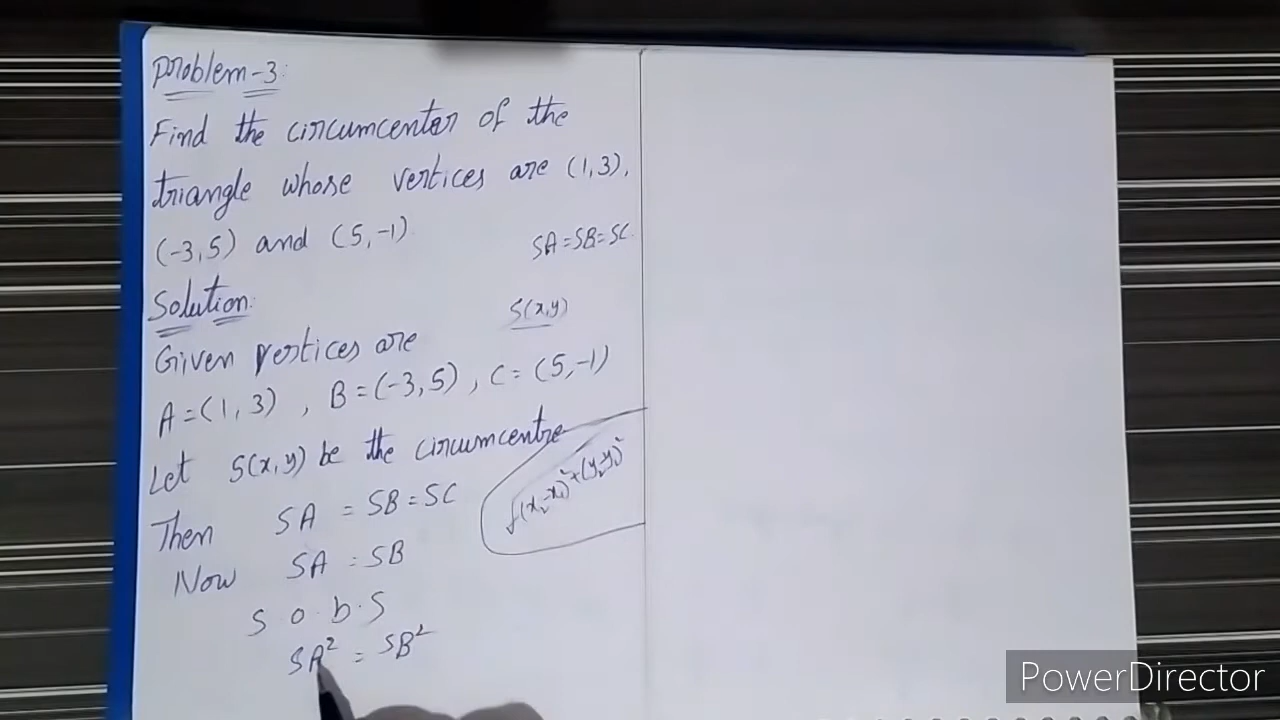 Problem-3:
Find the circumcenter of the
triangle whose vertices are (1,3),
(-3,5) and (5,-1)
SA=SB=SC
Solution:
S(x,y)
Given vertices are
A=(1,3), B=(-3,5), C=(5,-1)
Let S(x,y) be the circumcentre
Then SA = SB = SC
√(x₂-x₁)²+(y₂-y₁)²
Now SA = SB
S.O.b.S
SA² = SB²
PowerDirector